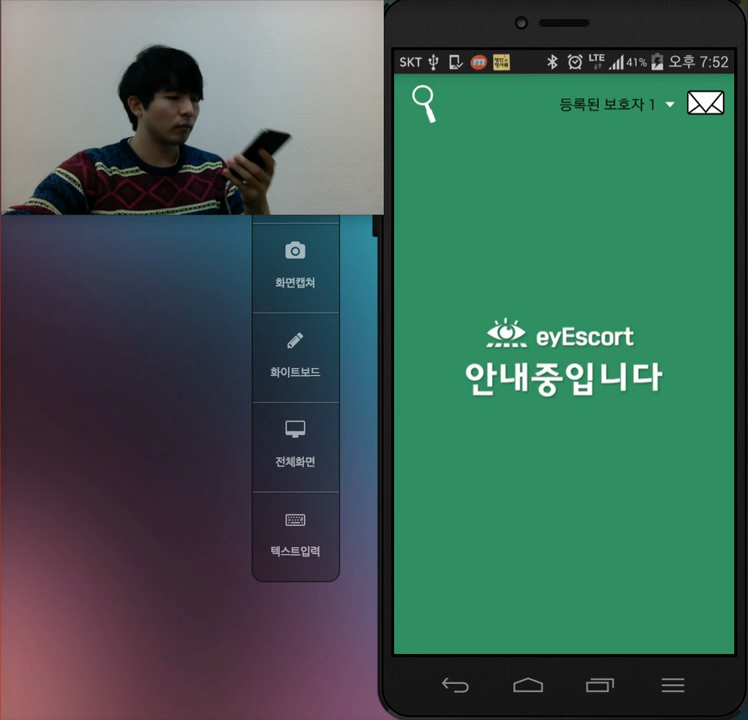 SKT LTE 41% 오후 7:52
등록된 보호자 1
화면캡쳐
화이트보드
전체화면
텍스트입력
eyEscort
안내중입니다